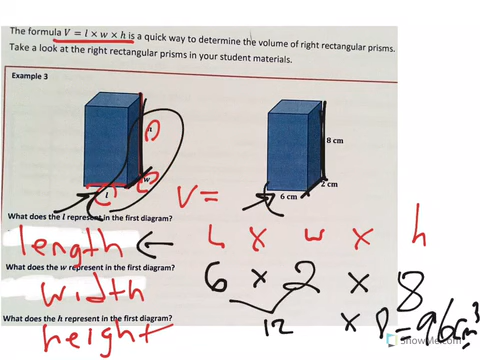 The formula V = l × w × h is a quick way to determine the volume of right rectangular prisms.
Take a look at the right rectangular prisms in your student materials.
Example 3
h
w
l
8 cm
2 cm
6 cm
V =
What does the l represent in the first diagram?
length ← L × w × h
What does the w represent in the first diagram?
width 6 × 2 × 8
What does the h represent in the first diagram?
height 12 × 8 = 96cm³
ShowMe.com